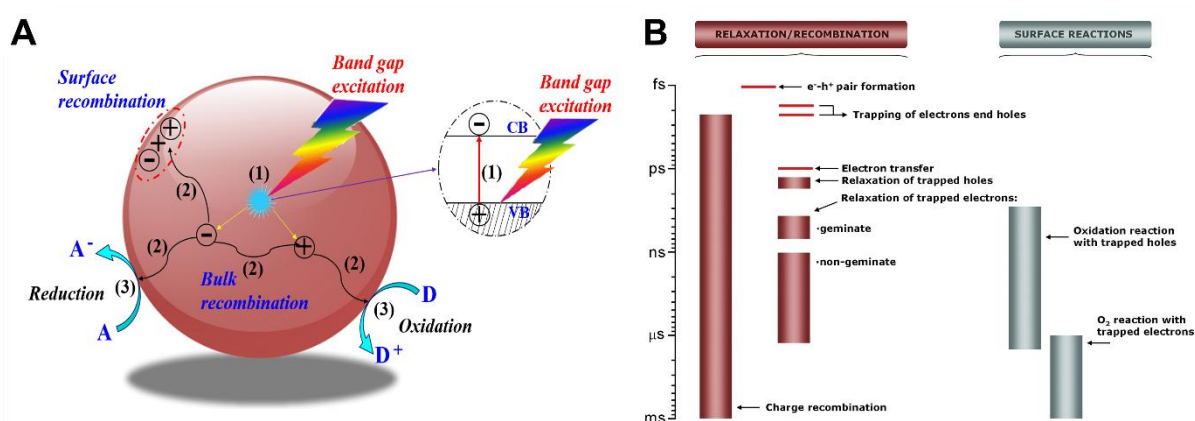 A
Surface
recombination
Band gap
excitation
(1)
(2)
A-
(2)
(2)
(2)
Bulk
recombination
Reduction
(3)
A
(3)
D
Oxidation
D+
Band gap
excitation
CB
(1)
VB
B
RELAXATION/RECOMBINATION
SURFACE REACTIONS
fs
ps
ns
μs
ms
e--h+ pair formation
Trapping of electrons end holes
Electron transfer
Relaxation of trapped holes
Relaxation of trapped electrons:
·geminate
·non-geminate
Charge recombination
Oxidation reaction
with trapped holes
O2 reaction with
trapped electrons